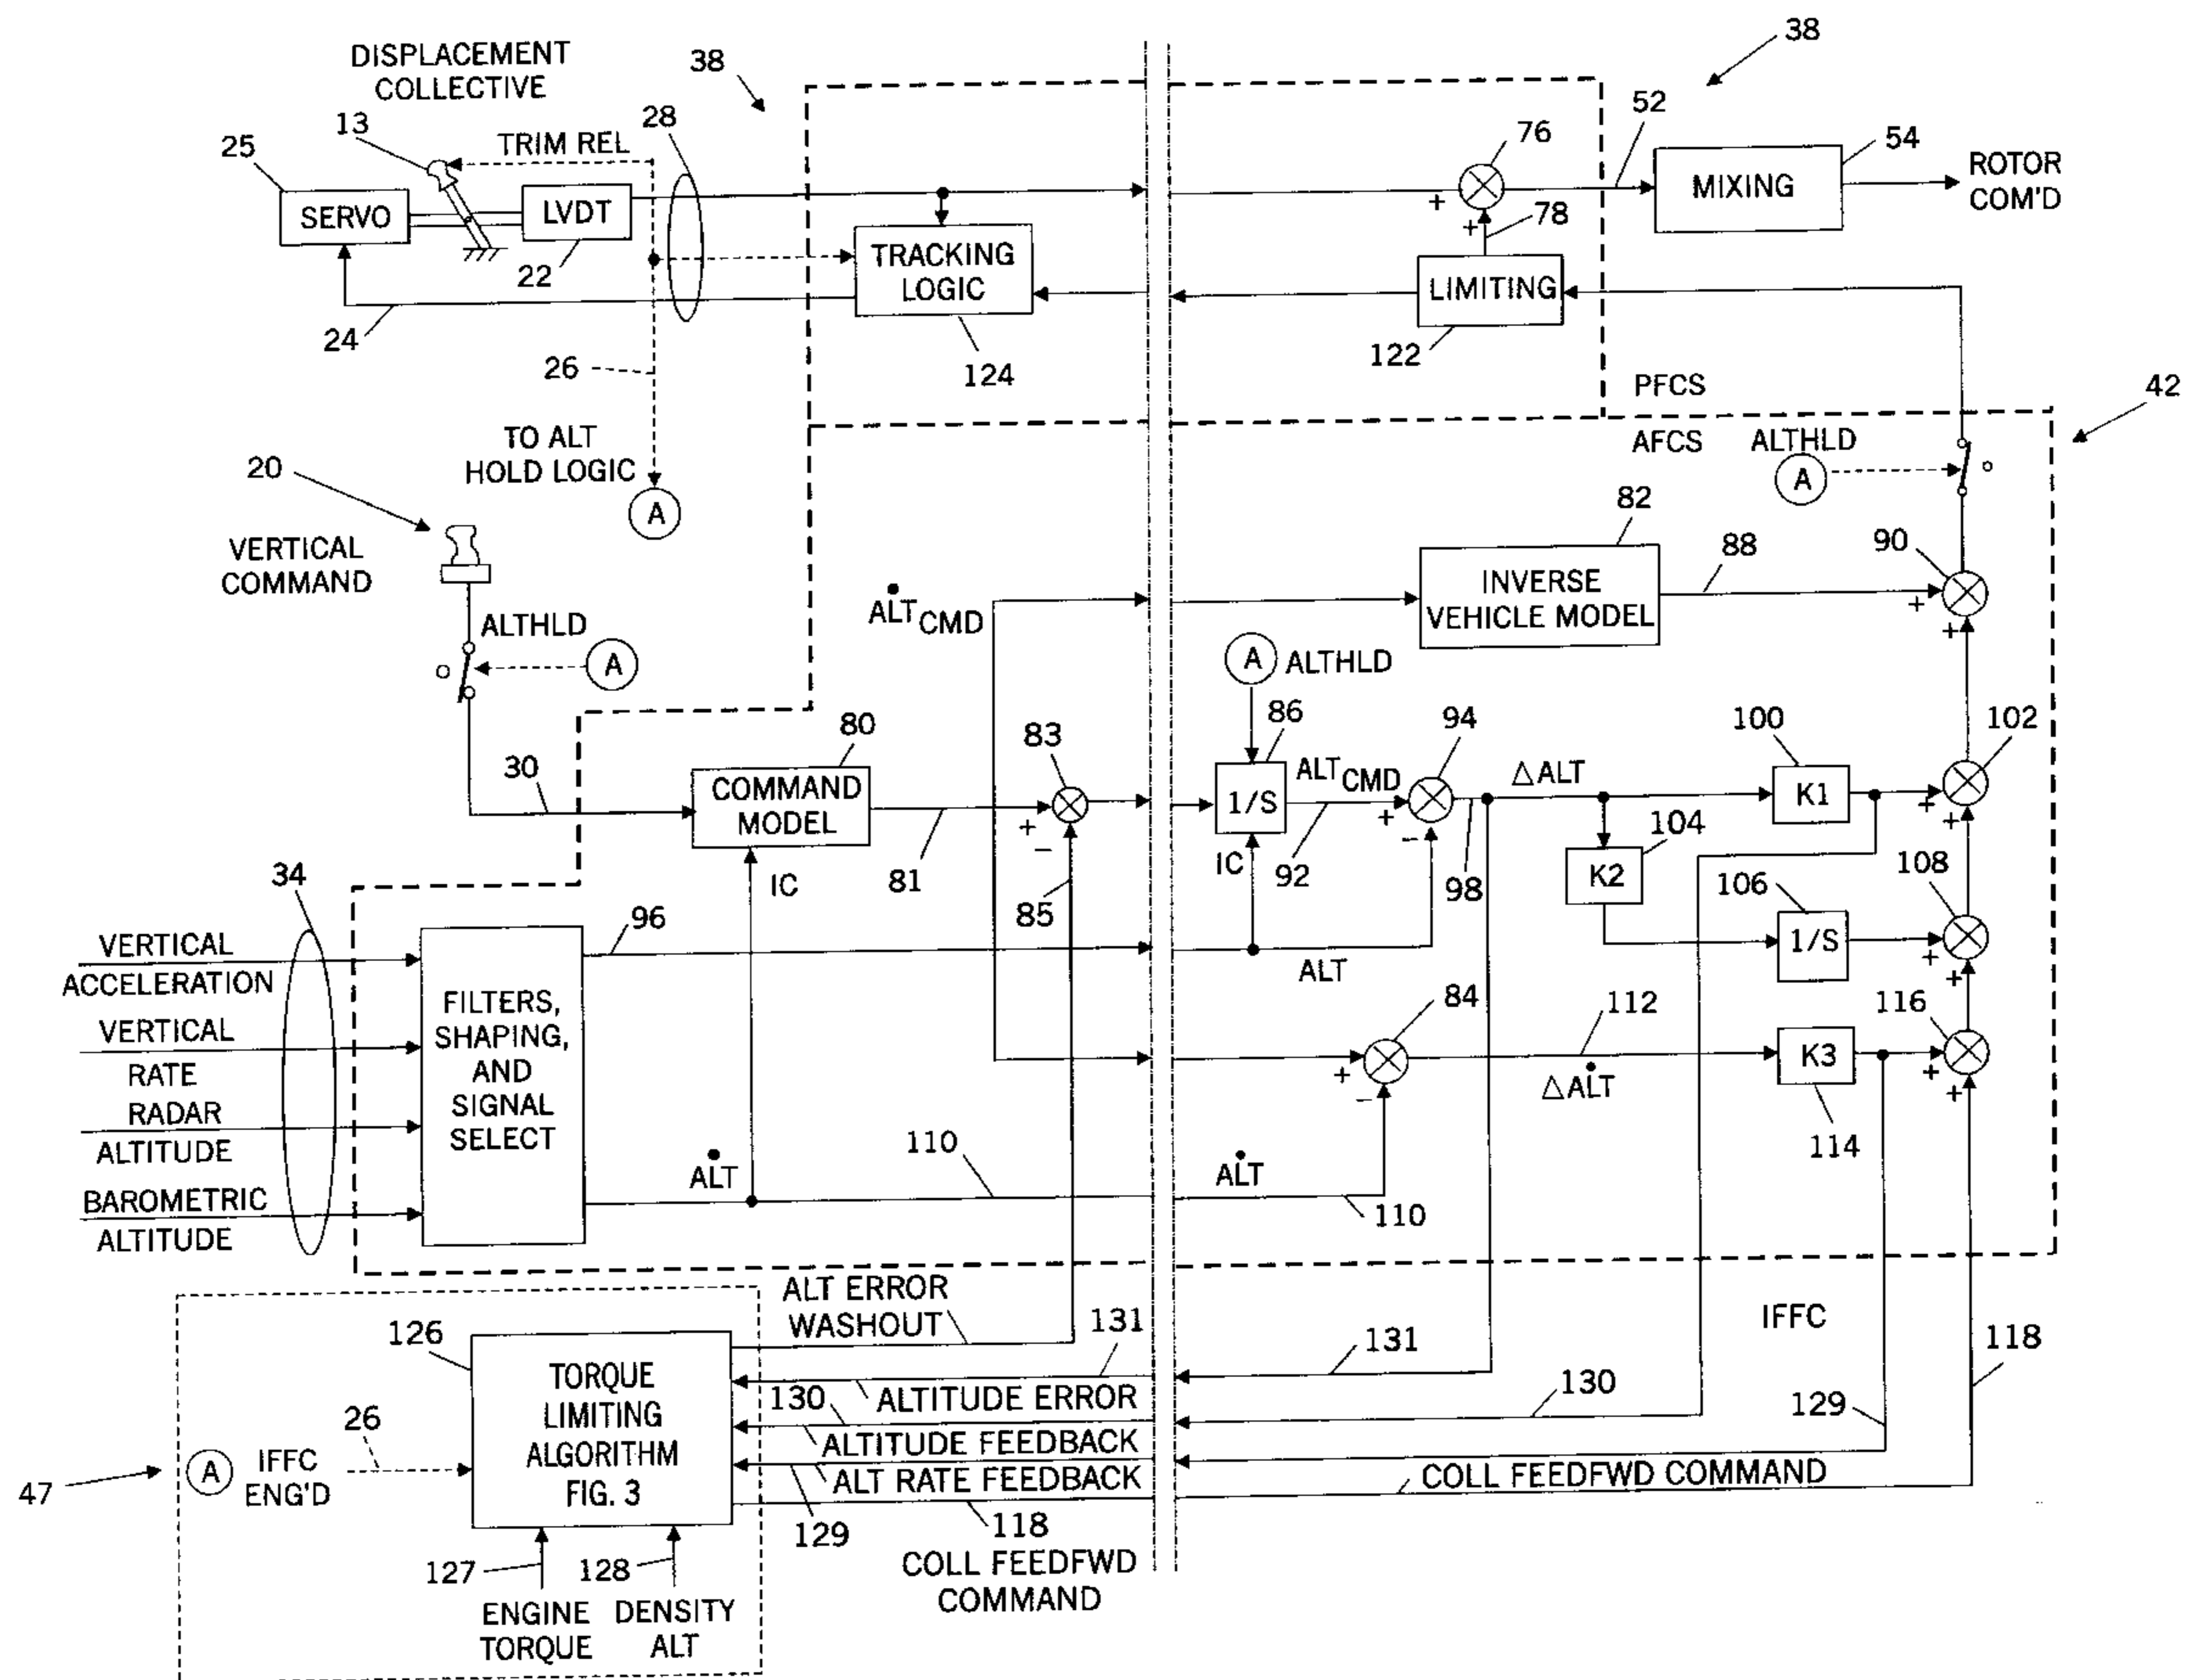 DISPLACEMENT
COLLECTIVE
38
38
13
TRIM REL
28
25
52
76
54
SERVO
LVDT
22
+
+
78
MIXING
ROTOR
COM'D
TRACKING
LOGIC
LIMITING
24
26
124
122
PFCS
42
TO ALT
HOLD LOGIC
A
AFCS
ALTHLD
A
20
VERTICAL
COMMAND
82
88
90
ALṪ CMD
INVERSE
VEHICLE MODEL
+
+
ALTHLD
A
A
ALTHLD
30
80
83
86
94
100
102
COMMAND
MODEL
+
−
1/S
ALT CMD
+
−
△ALT
K1
+
+
104
IC
81
85
IC
92
98
K2
106
108
34
96
1/S
+
+
VERTICAL
ACCELERATION
VERTICAL
RATE
RADAR
ALTITUDE
BAROMETRIC
ALTITUDE
FILTERS,
SHAPING,
AND
SIGNAL
SELECT
ALT
84
112
116
+
−
△ALṪ
K3
+
+
114
ALṪ
110
ALṪ
110
ALT ERROR
WASHOUT
IFFC
126
131
131
118
TORQUE
LIMITING
ALGORITHM
FIG. 3
ALTITUDE ERROR
130
130
ALTITUDE FEEDBACK
129
ALT RATE FEEDBACK
COLL FEEDFWD COMMAND
47
A
IFFC
ENG'D
26
129
118
COLL FEEDFWD
COMMAND
127
128
ENGINE
TORQUE
DENSITY
ALT